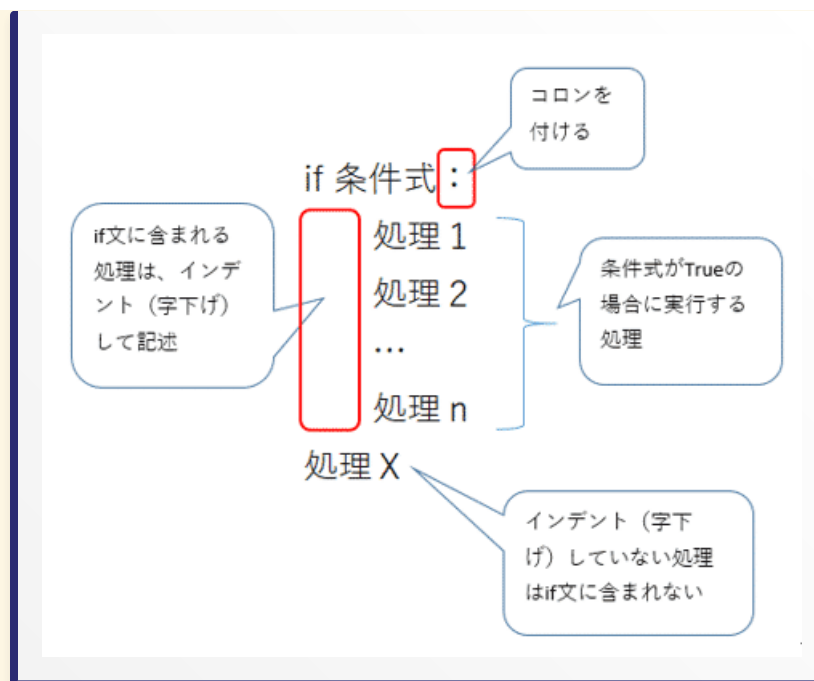 コロンを
付ける
if 条件式：
if文に含まれる
処理は、インデ
ント（字下げ）
して記述
処理１
処理２
…
処理ｎ
条件式がTrueの
場合に実行する
処理
処理Ｘ
インデント（字下
げ）していない処理
はif文に含まれない